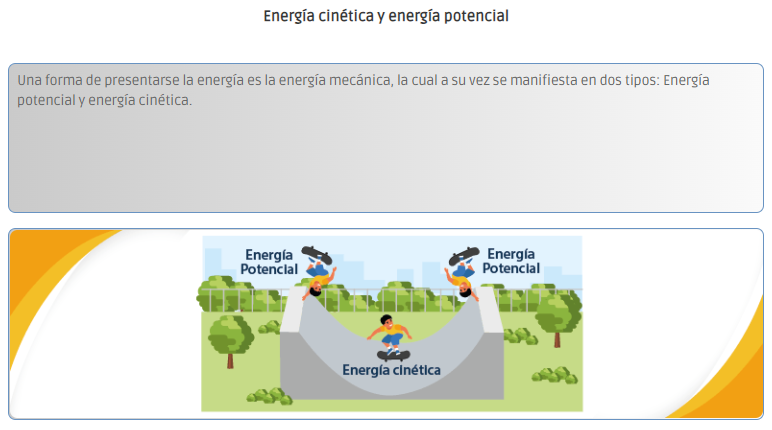 Energía cinética y energía potencial
Una forma de presentarse la energía es la energía mecánica, la cual a su vez se manifiesta en dos tipos: Energía
potencial y energía cinética.
Energía
Potencial
Energía
Potencial
Energía cinética